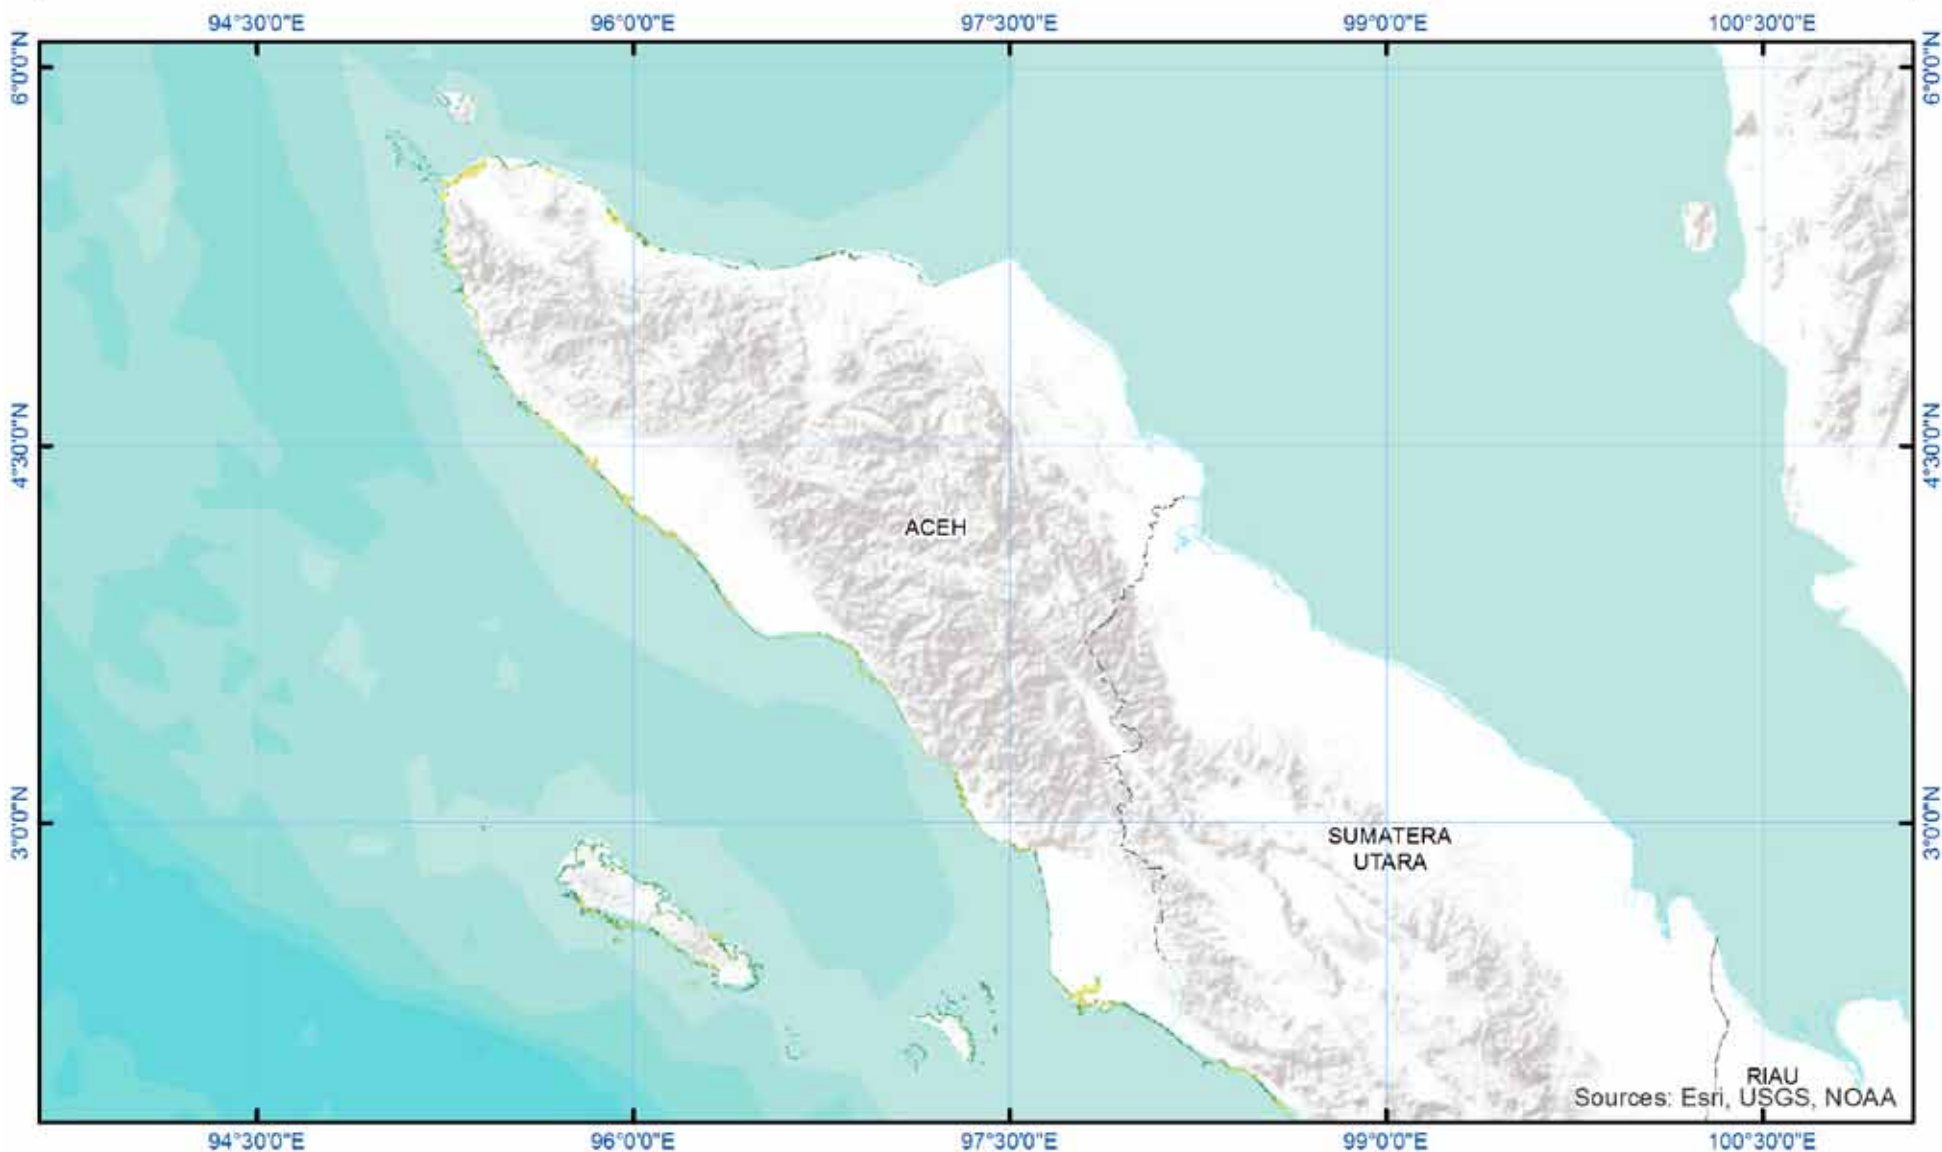 94°30'0"E 96°0'0"E 97°30'0"E 99°0'0"E 100°30'0"E
6°0'0"N 6°0'0"N
4°30'0"N 4°30'0"N
ACEH
3°0'0"N 3°0'0"N
SUMATERA
UTARA
RIAU
Sources: Esri, USGS, NOAA
94°30'0"E 96°0'0"E 97°30'0"E 99°0'0"E 100°30'0"E